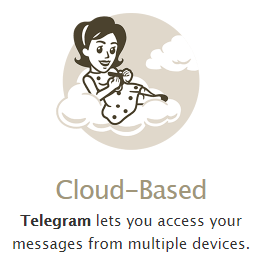 Cloud-Based
Telegram lets you access your
messages from multiple devices.